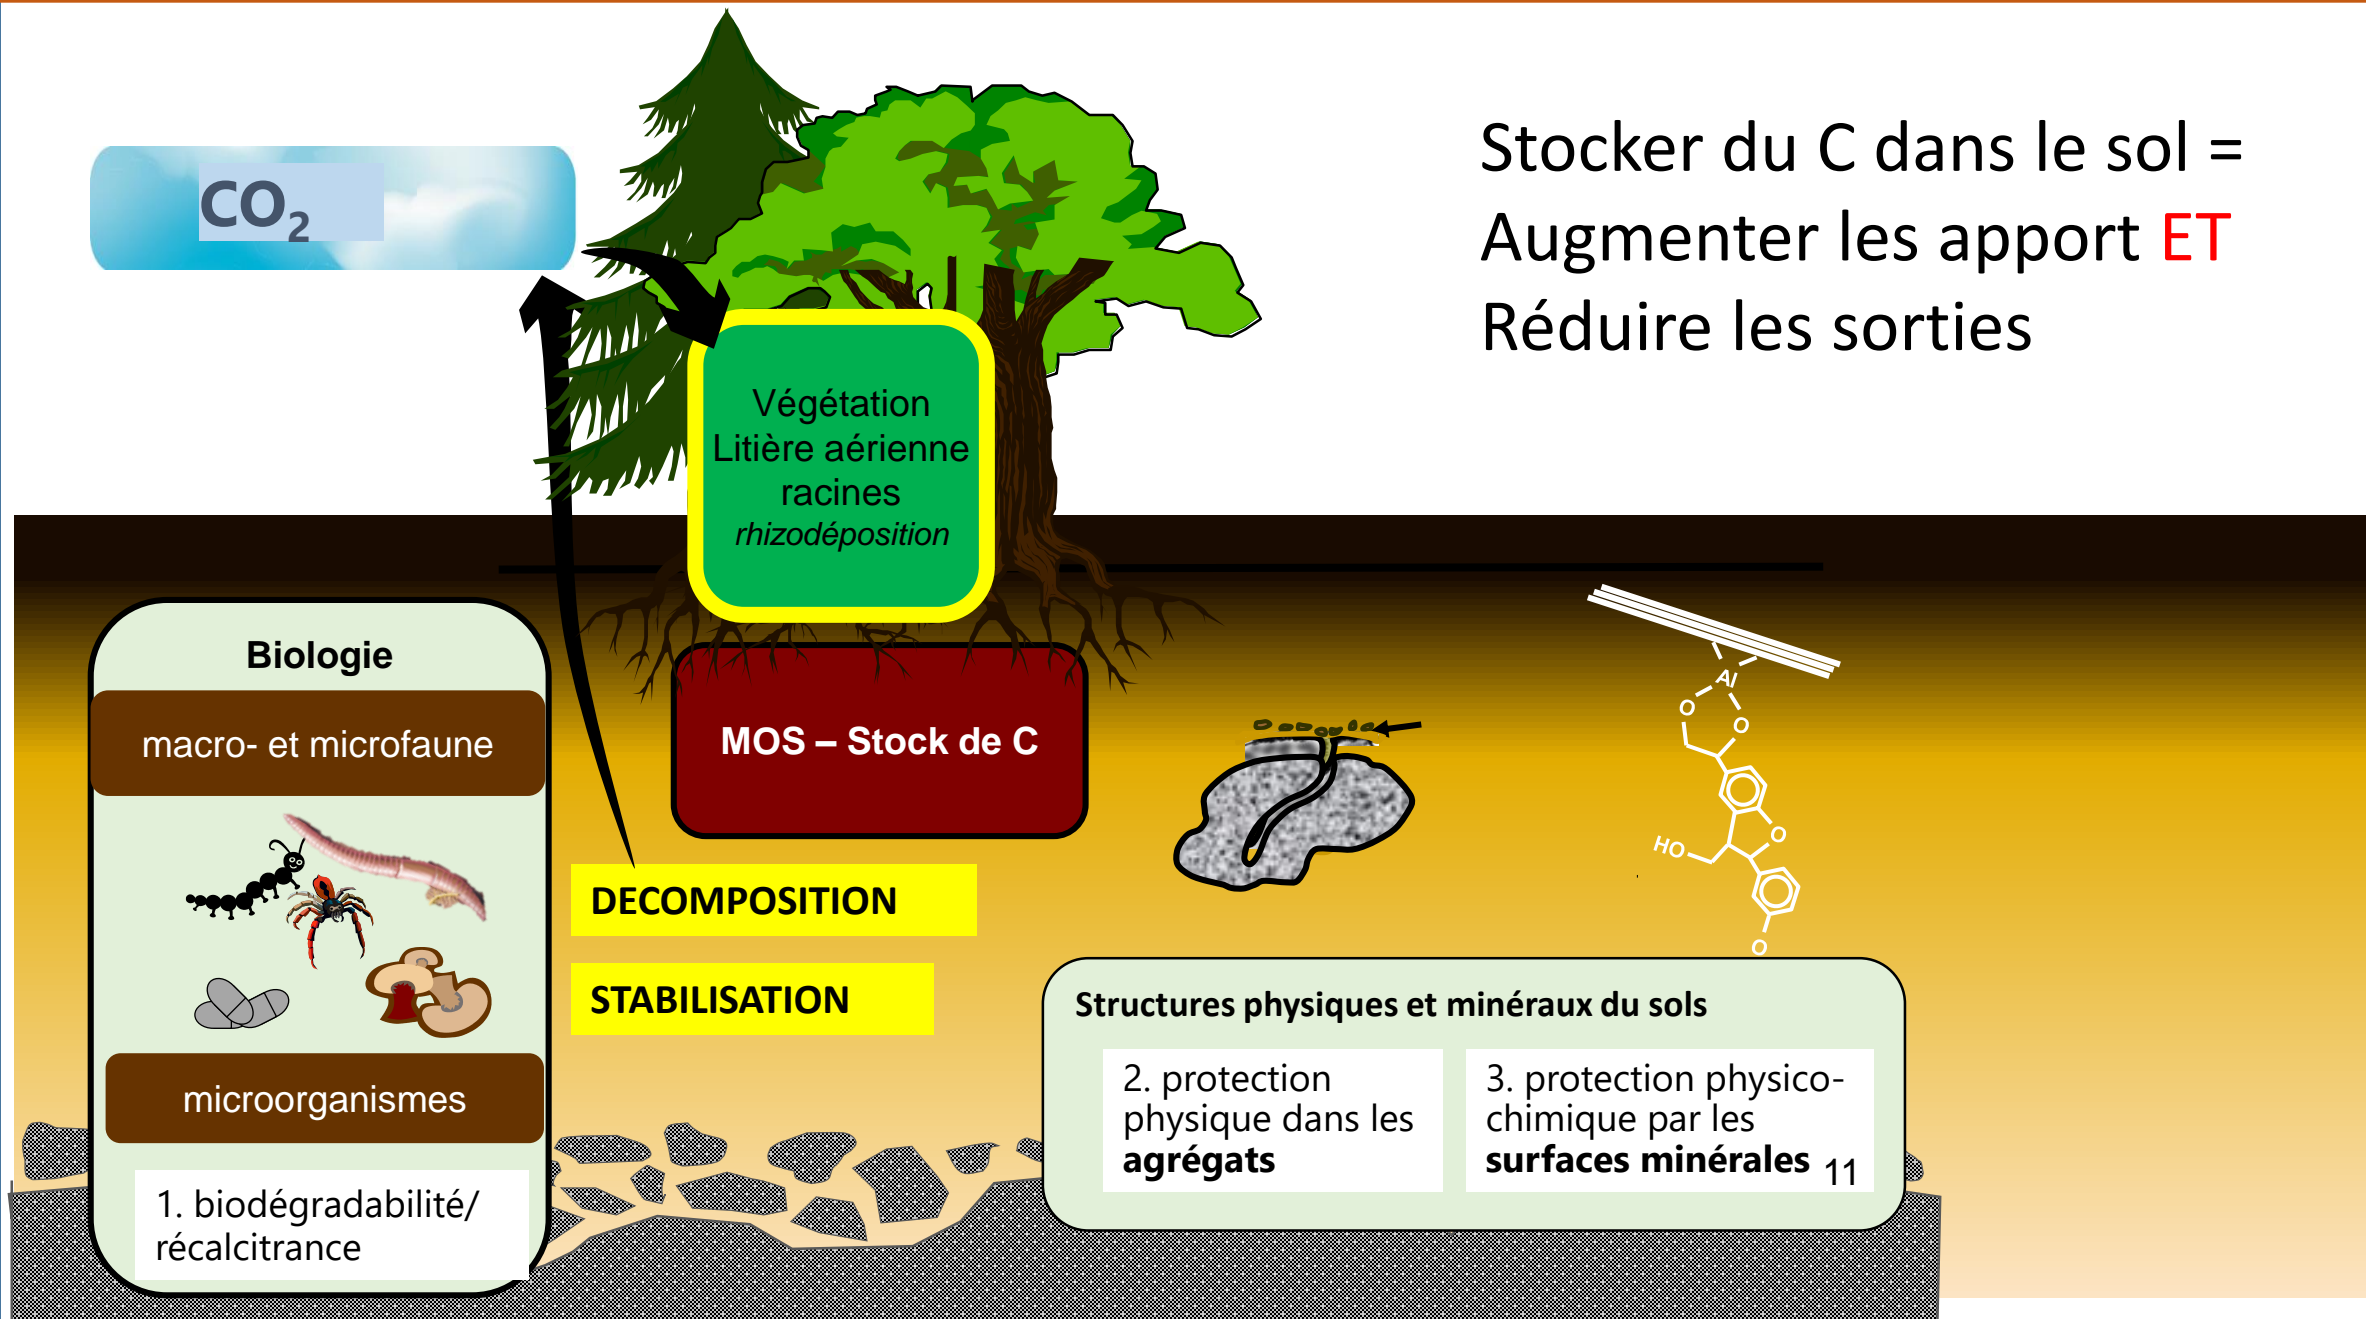 CO₂
Stocker du C dans le sol =
Augmenter les apport ET
Réduire les sorties
Végétation
Litière aérienne
racines
rhizodéposition
Biologie
macro- et microfaune
microorganismes
1. biodégradabilité/
récalcitrance
MOS – Stock de C
DECOMPOSITION
STABILISATION
Al
O
O
O
HO
O
Structures physiques et minéraux du sols
2. protection
physique dans les
agrégats
3. protection physico-
chimique par les
surfaces minérales
11